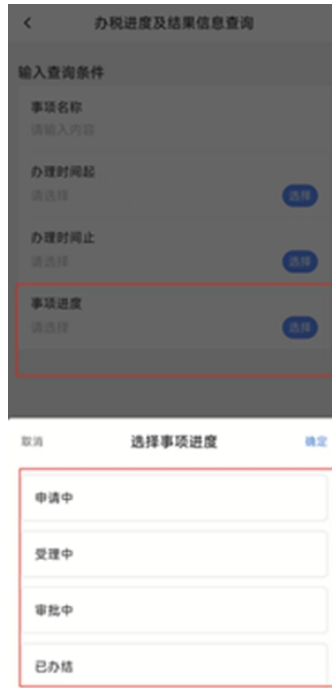 办税进度及结果信息查询
输入查询条件
事项名称
请输入内容
办理时间起
请选择
选择
办理时间止
请选择
选择
事项进度
请选择
选择
取消
选择事项进度
确定
申请中
受理中
审批中
已办结